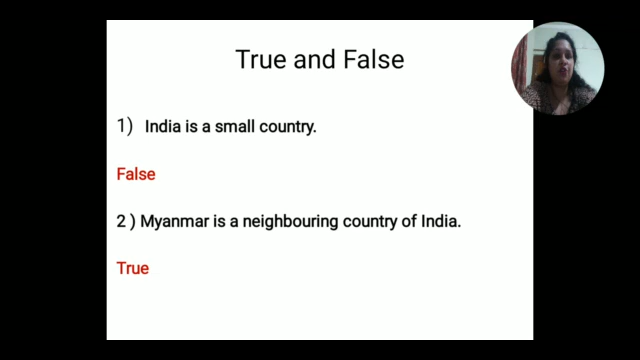 True and False
1) India is a small country.
False
2 ) Myanmar is a neighbouring country of India.
True